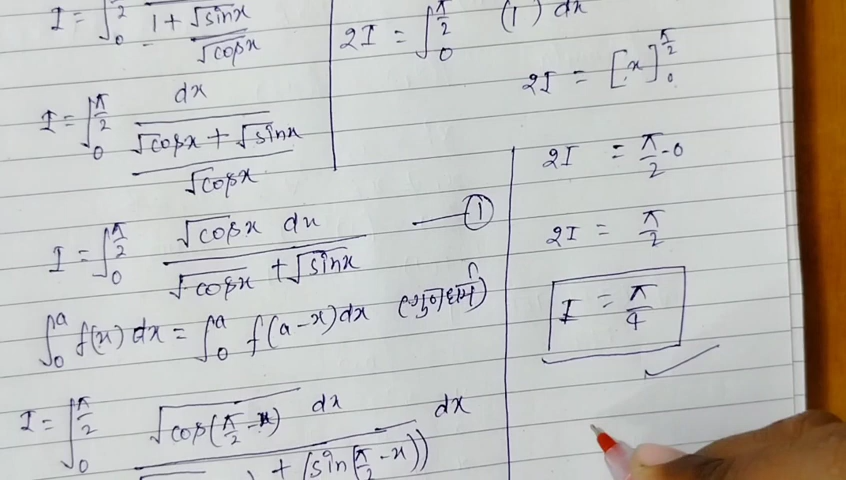 I = ∫₀^(π/2) 1 + √sinx / √cosx
I = ∫₀^(π/2) dx / ((√cosx + √sinx) / √cosx)
I = ∫₀^(π/2) √cosx dx / (√cosx + √sinx) — ①
∫₀^a f(x) dx = ∫₀^a f(a-x) dx
I = ∫₀^(π/2) √cos(π/2 - x) dx dx
+ √sin(π/2 - x))
2I = ∫₀^(π/2) (1) dx
2I = [x]₀^(π/2)
2I = π/2 - 0
2I = π/2
I = π/4